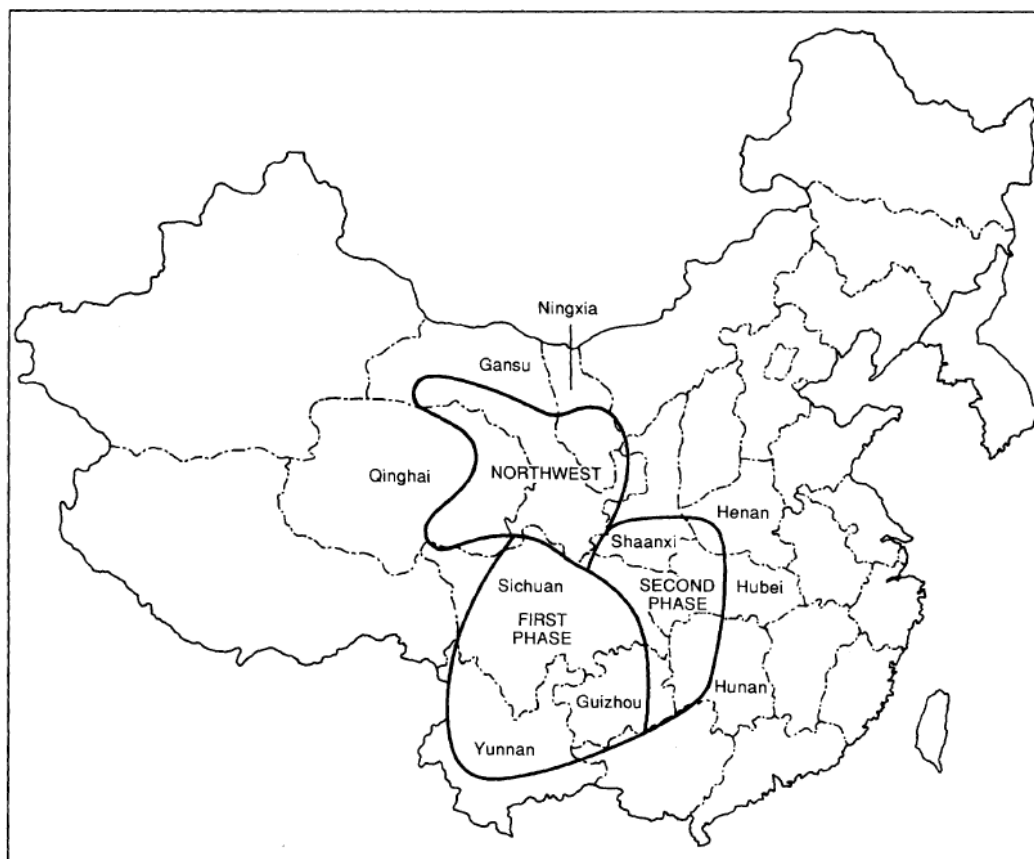 Ningxia
Gansu
Qinghai
NORTHWEST
Henan
Shaanxi
Sichuan
SECOND
PHASE
Hubei
FIRST
PHASE
Guizhou
Hunan
Yunnan